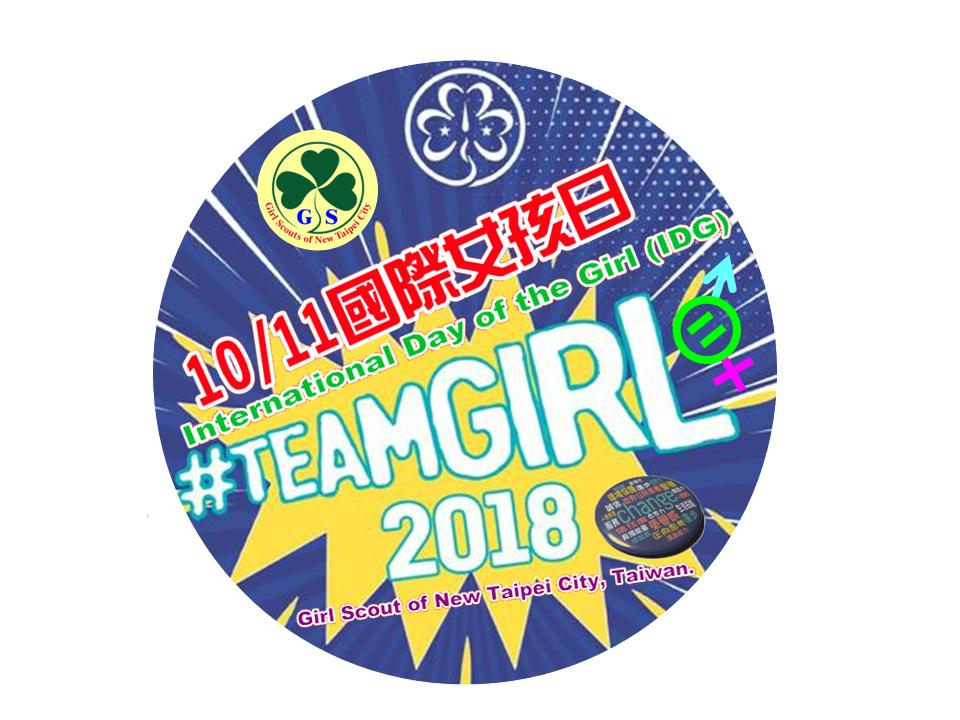 G S
Girl Scouts of New Taipei City
10/11國際女孩日
International Day of the Girl (IDG)
#TEAMGIRL
2018
change
Girl Scout of New Taipei City, Taiwan.